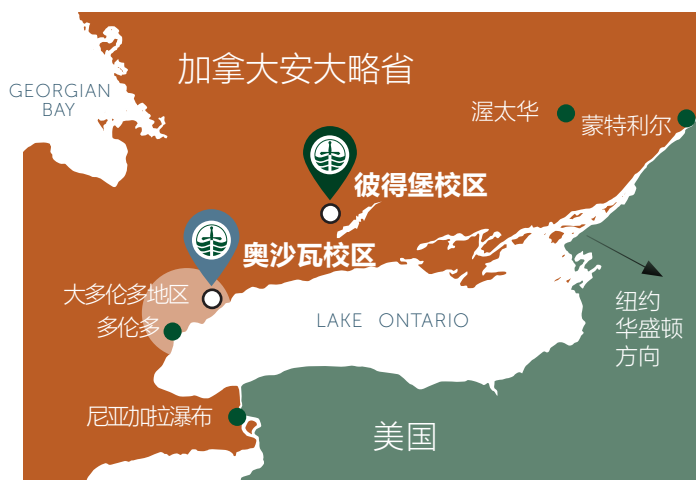 加拿大安大略省
GEORGIAN
BAY
渥太华
蒙特利尔
彼得堡校区
奥沙瓦校区
大多伦多地区
多伦多
LAKE ONTARIO
纽约
华盛顿
方向
尼亚加拉瀑布
美国